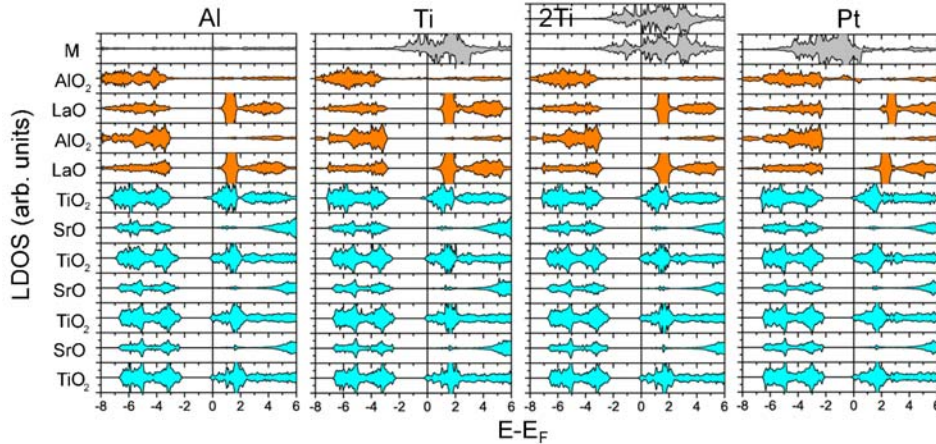 Al Ti 2Ti Pt
M
AlO₂
LaO
AlO₂
LaO
TiO₂
SrO
TiO₂
SrO
TiO₂
SrO
TiO₂
LDOS (arb. units)
-8 -6 -4 -2 0 2 4 6 -8 -6 -4 -2 0 2 4 6 -8 -6 -4 -2 0 2 4 6 -8 -6 -4 -2 0 2 4 6
E-E_F